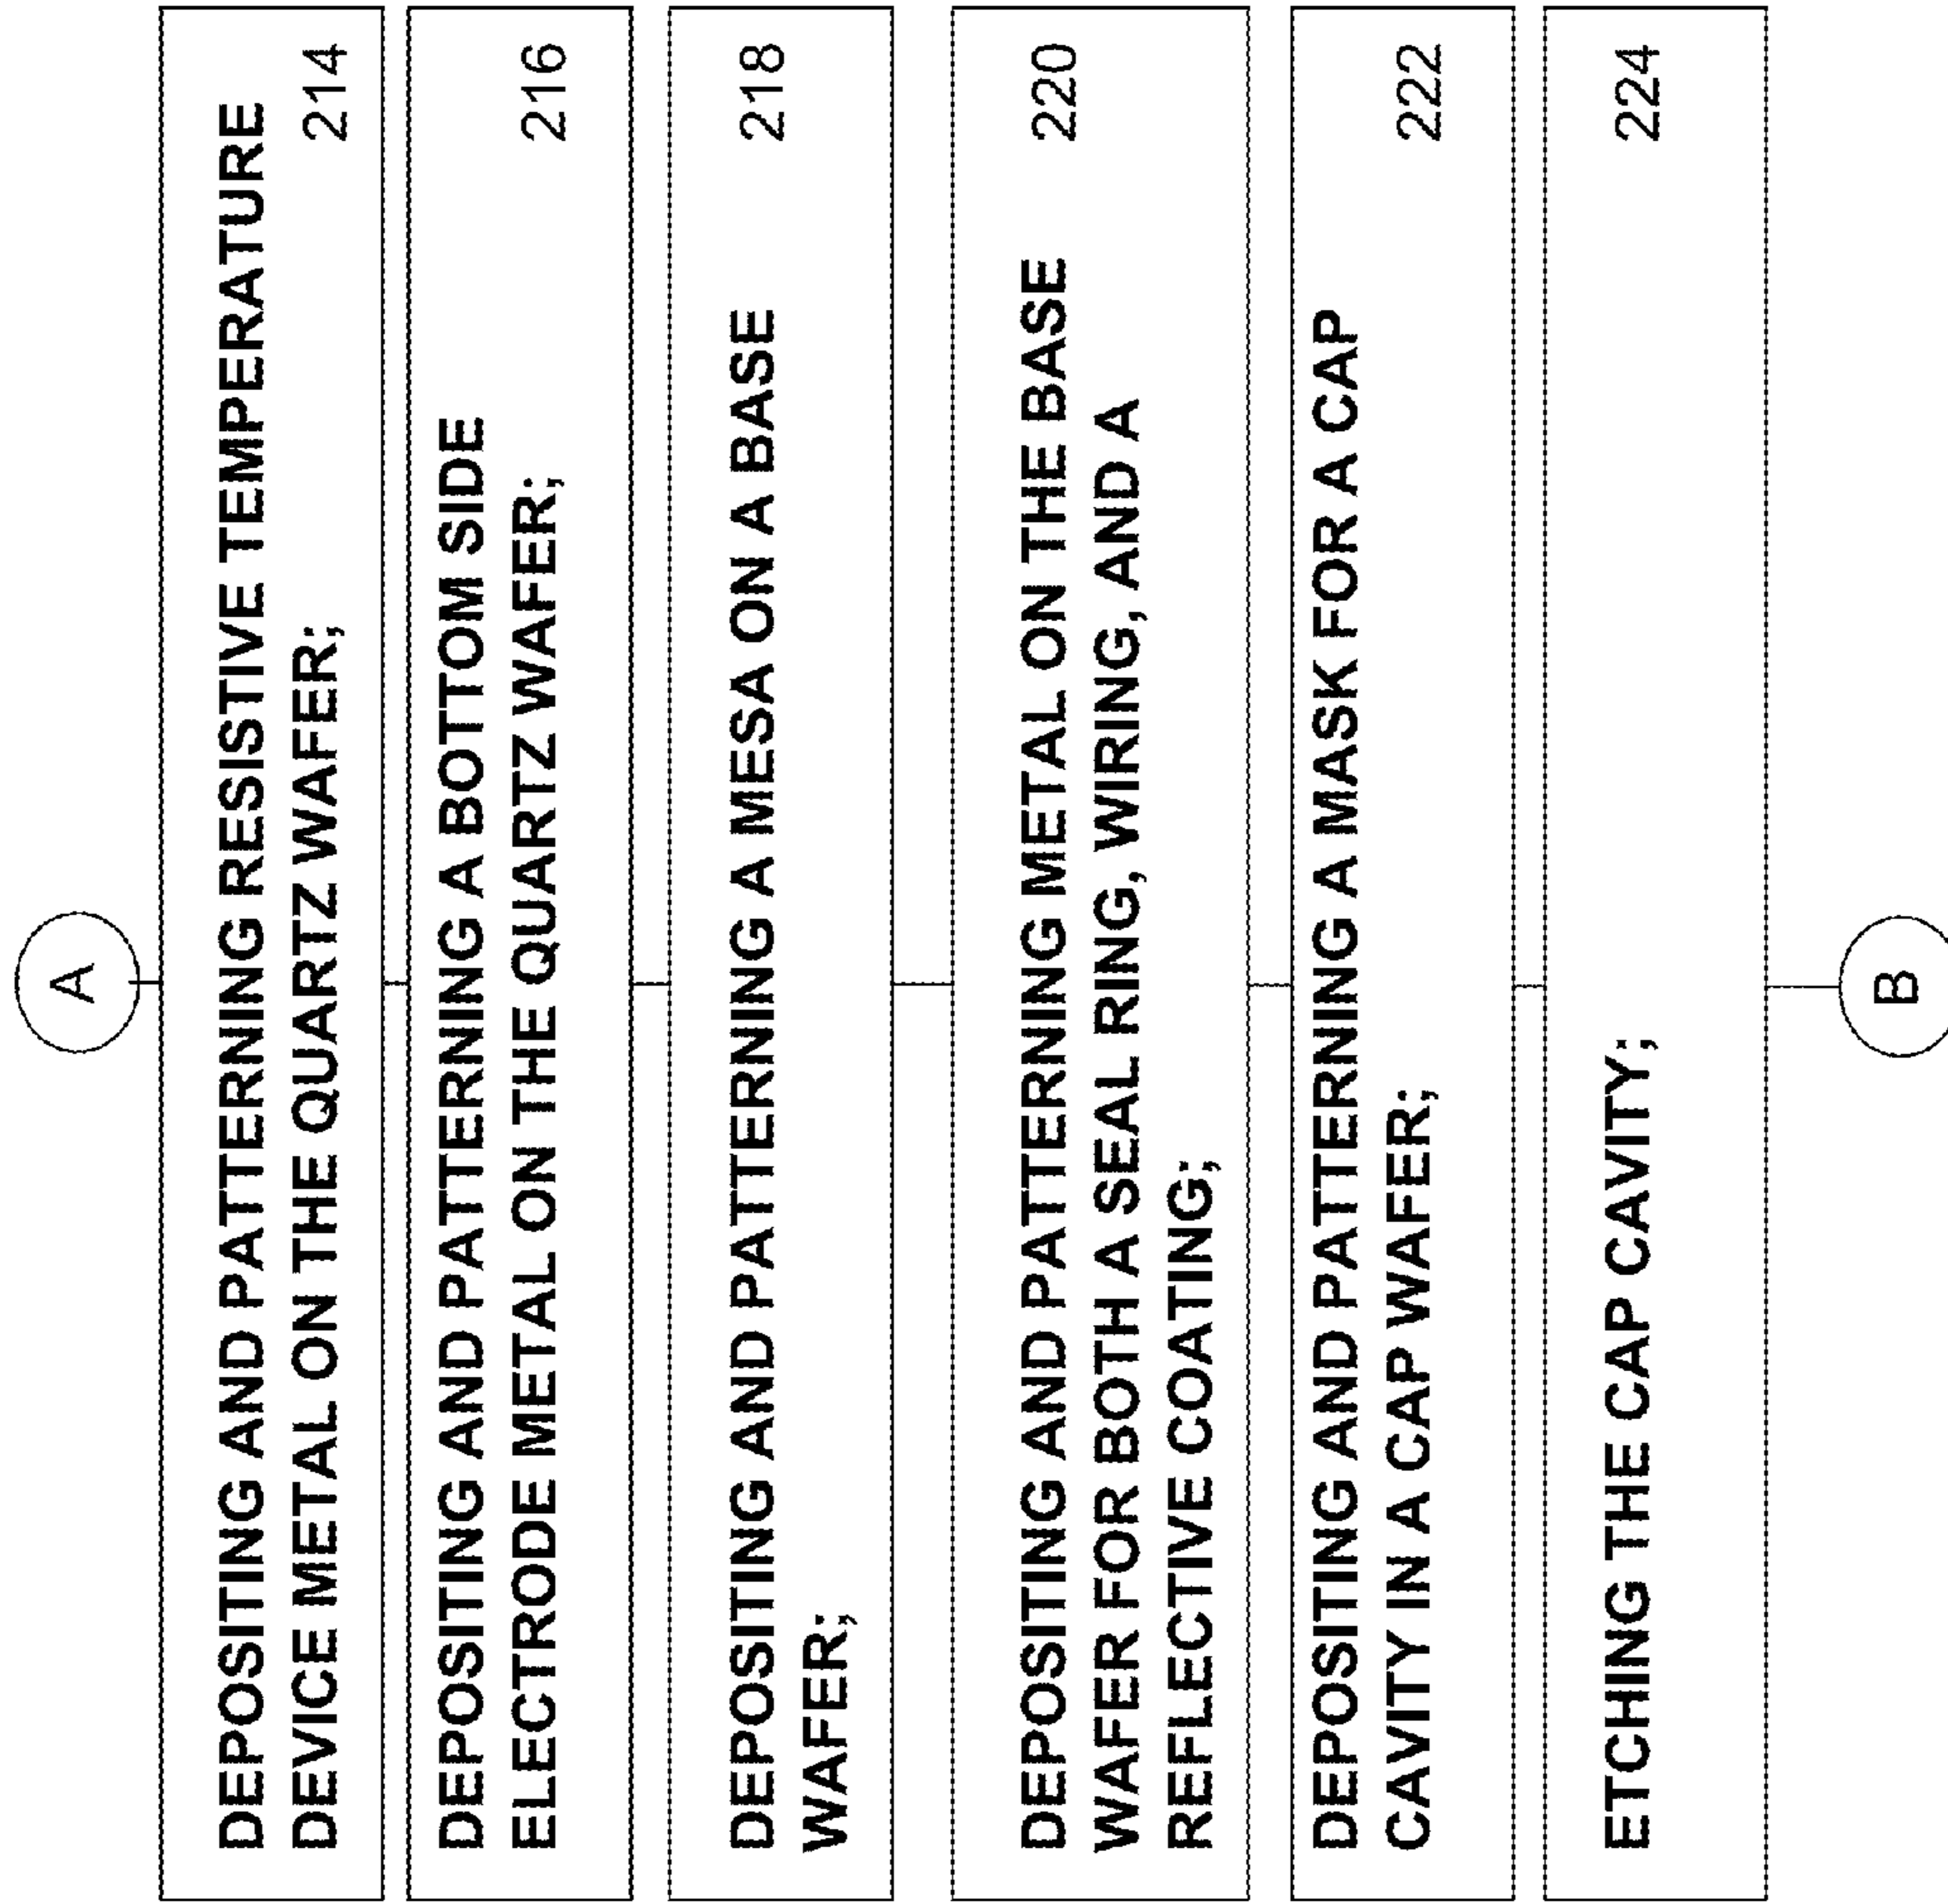 A
DEPOSITING AND PATTERNING RESISTIVE TEMPERATURE
DEVICE METAL ON THE QUARTZ WAFER; 214
DEPOSITING AND PATTERNING A BOTTOM SIDE
ELECTRODE METAL ON THE QUARTZ WAFER; 216
DEPOSITING AND PATTERNING A MESA ON A BASE
WAFER; 218
DEPOSITING AND PATTERNING METAL ON THE BASE 220
WAFER FOR BOTH A SEAL RING, WIRING, AND A
REFLECTIVE COATING;
DEPOSITING AND PATTERNING A MASK FOR A CAP
CAVITY IN A CAP WAFER; 222
ETCHING THE CAP CAVITY; 224
B